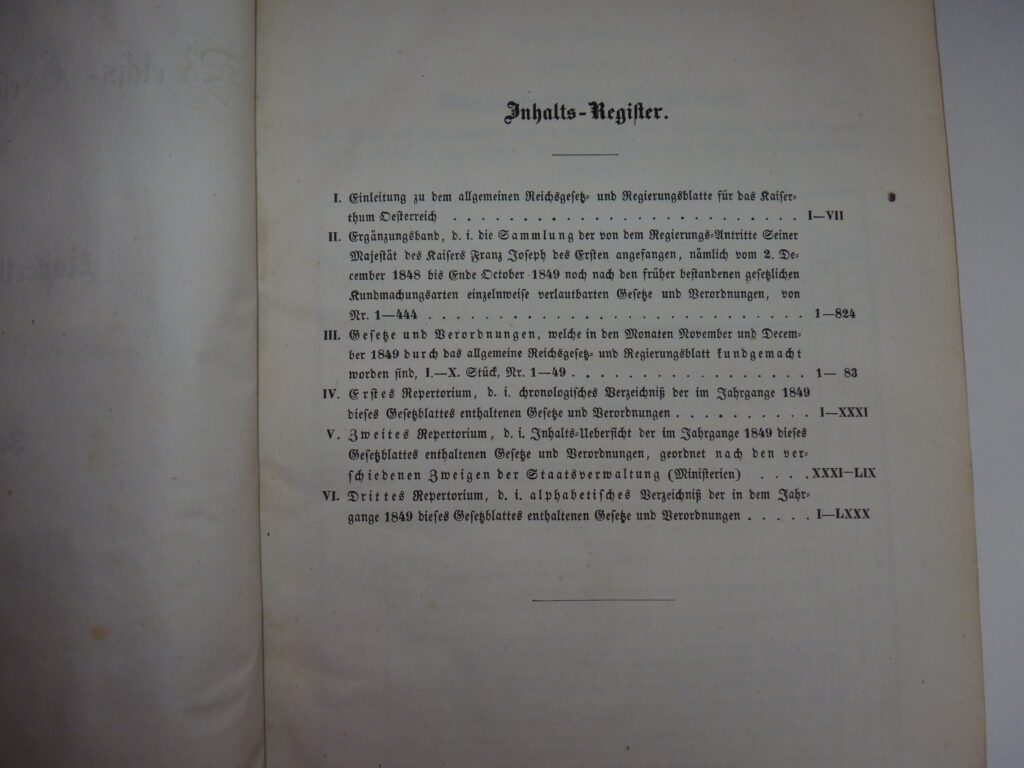 Inhalts-Register.
I. Einleitung zu dem allgemeinen Reichsgesetz- und Regierungsblatte für das Kaiser-
thum Oesterreich . . . . . . . . . . . . . . . . . . . . . . . . I—VII
II. Ergänzungsband, d. i. die Sammlung der von dem Regierungs-Antritte Seiner
Majestät des Kaisers Franz Joseph des Ersten angefangen, nämlich vom 2. De-
cember 1848 bis Ende October 1849 noch nach den früher bestandenen gesetzlichen
Kundmachungsarten einzelnweise verlautbarten Gesetze und Verordnungen, von
Nr. 1—444 . . . . . . . . . . . . . . . . . . . . . . . . . . 1—824
III. Gesetze und Verordnungen, welche in den Monaten November und Decem-
ber 1849 durch das allgemeine Reichsgesetz- und Regierungsblatt kundgemacht
worden sind, I.—X. Stück, Nr. 1—49 . . . . . . . . . . . . . . . . 1— 83
IV. Erstes Repertorium, d. i. chronologisches Verzeichniß der im Jahrgange 1849
dieses Gesetzblattes enthaltenen Gesetze und Verordnungen . . . . . . . . . I—XXXI
V. Zweites Repertorium, d. i. Inhalts-Uebersicht der im Jahrgange 1849 dieses
Gesetzblattes enthaltenen Gesetze und Verordnungen, geordnet nach den ver-
schiedenen Zweigen der Staatsverwaltung (Ministerien) . . . . XXXI—LIX
VI. Drittes Repertorium, d. i. alphabetisches Verzeichniß der in dem Jahr-
gange 1849 dieses Gesetzblattes enthaltenen Gesetze und Verordnungen . . . . . I—LXXX